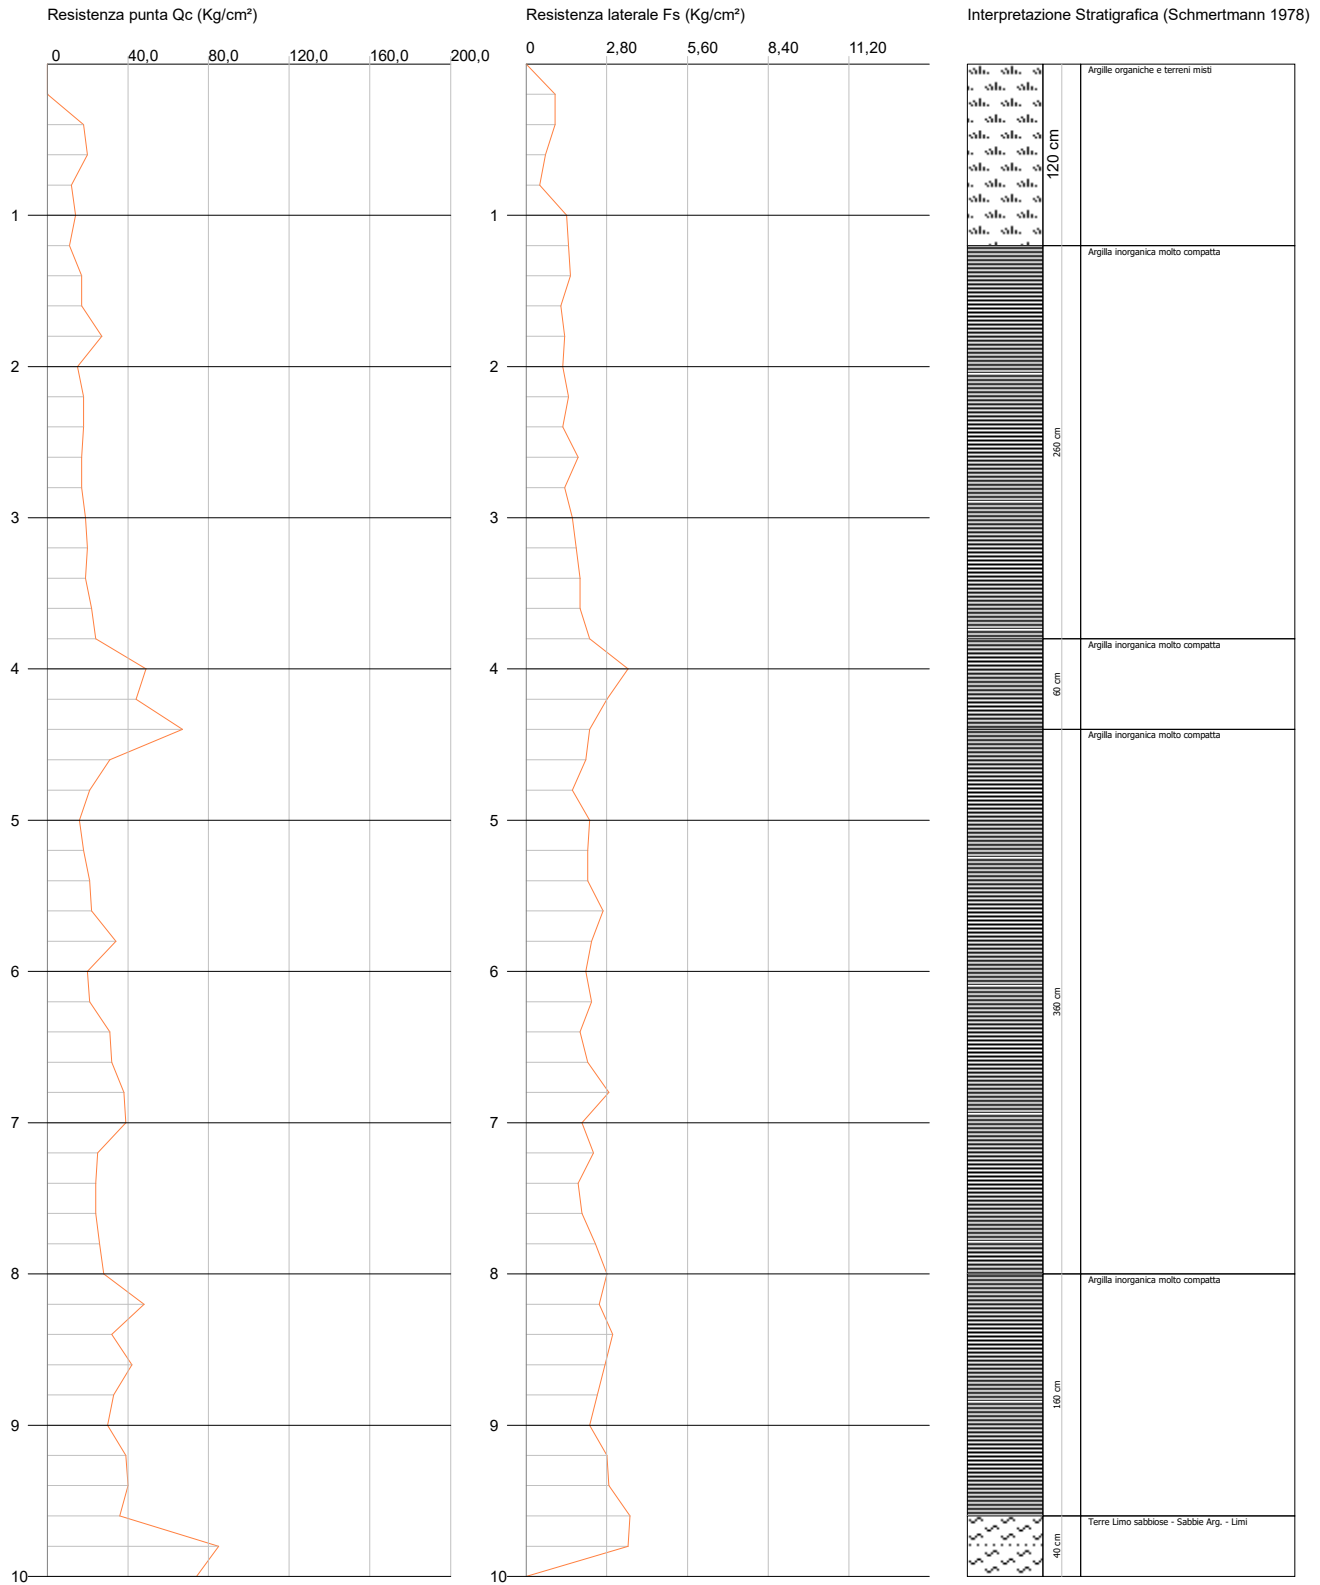 Resistenza punta Qc (Kg/cm²)
0 40,0 80,0 120,0 160,0 200,0
1
2
3
4
5
6
7
8
9
10
Resistenza laterale Fs (Kg/cm²)
0 2,80 5,60 8,40 11,20
1
2
3
4
5
6
7
8
9
10
Interpretazione Stratigrafica (Schmertmann 1978)
120 cm
Argille organiche e terreni misti
260 cm
Argilla inorganica molto compatta
60 cm
Argilla inorganica molto compatta
360 cm
Argilla inorganica molto compatta
160 cm
Argilla inorganica molto compatta
40 cm
Terre Limo sabbiose - Sabbie Arg. - Limi